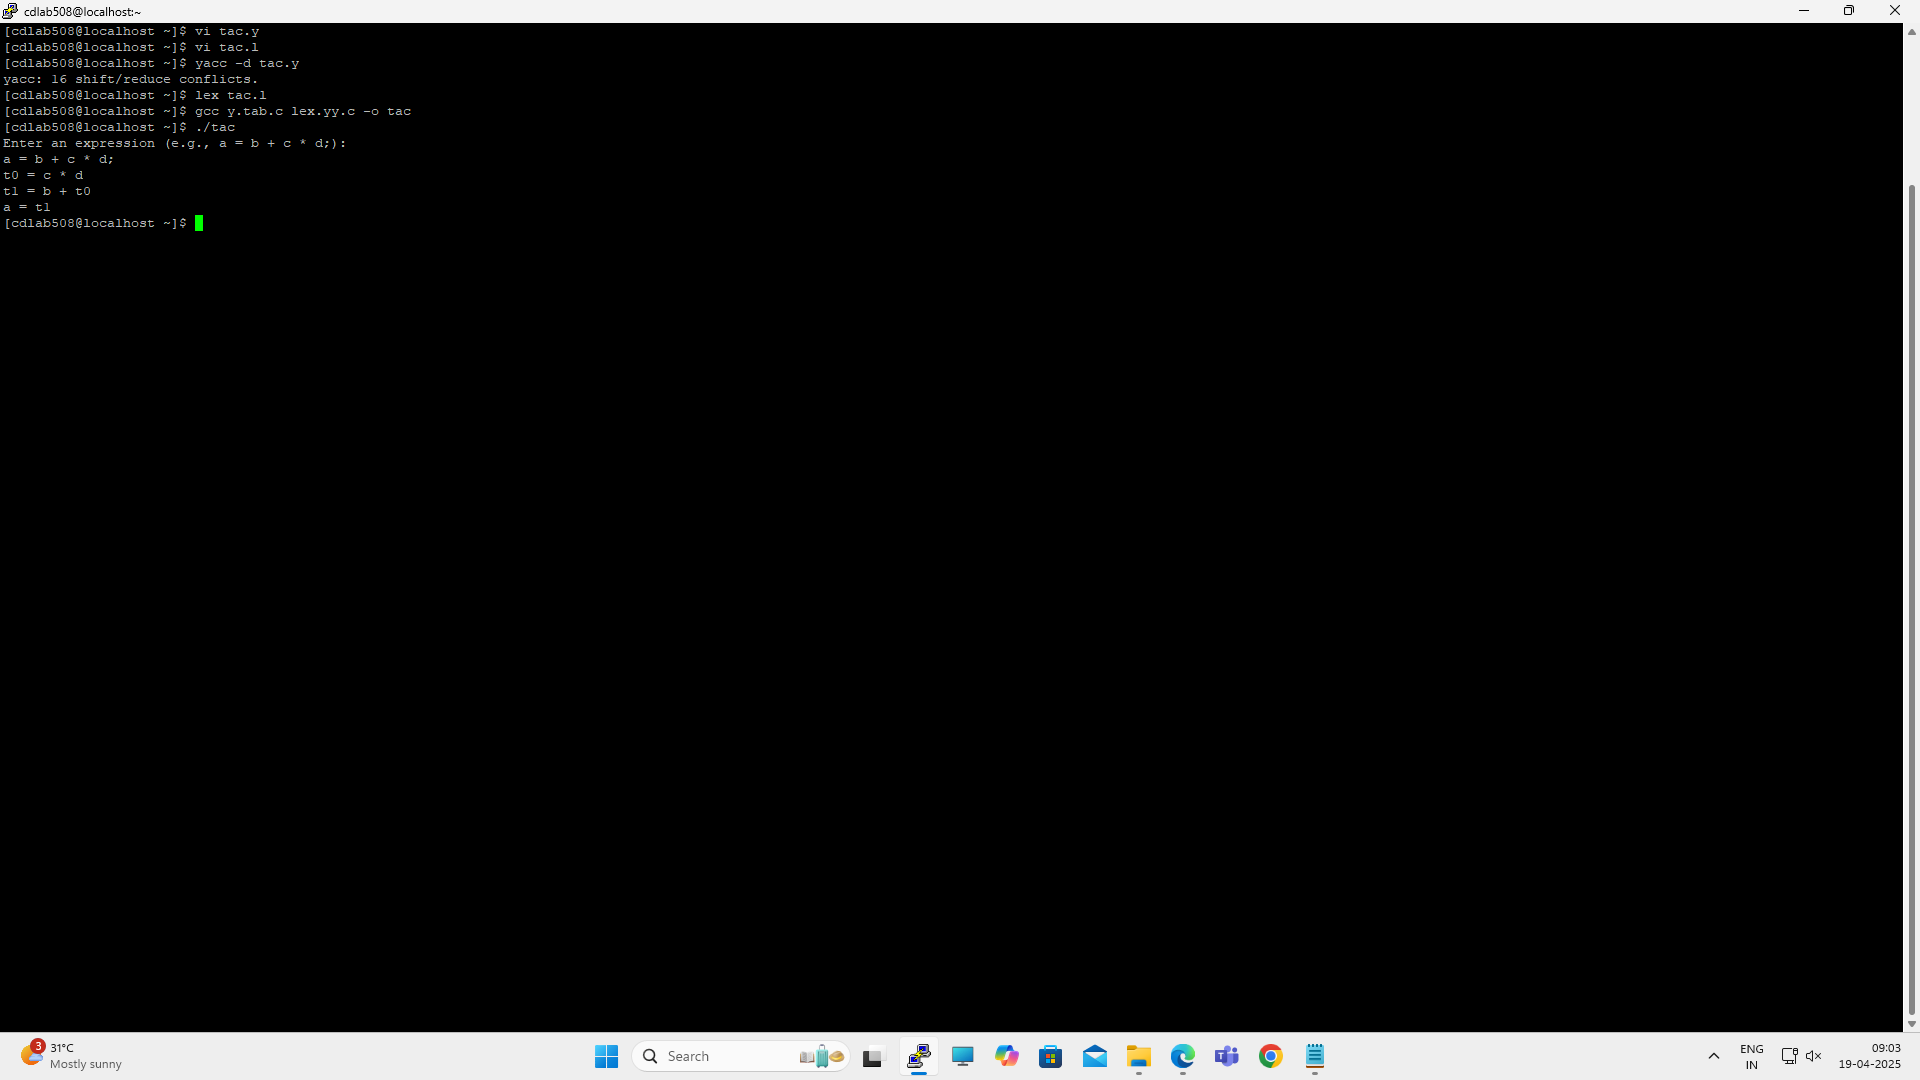 cdlab508@localhost:~
[cdlab508@localhost ~]$ vi tac.y
[cdlab508@localhost ~]$ vi tac.l
[cdlab508@localhost ~]$ yacc -d tac.y
yacc: 16 shift/reduce conflicts.
[cdlab508@localhost ~]$ lex tac.l
[cdlab508@localhost ~]$ gcc y.tab.c lex.yy.c -o tac
[cdlab508@localhost ~]$ ./tac
Enter an expression (e.g., a = b + c * d;):
a = b + c * d;
t0 = c * d
t1 = b + t0
a = t1
[cdlab508@localhost ~]$
3
31°C
Mostly sunny
Search
ENG
IN
09:03
19-04-2025